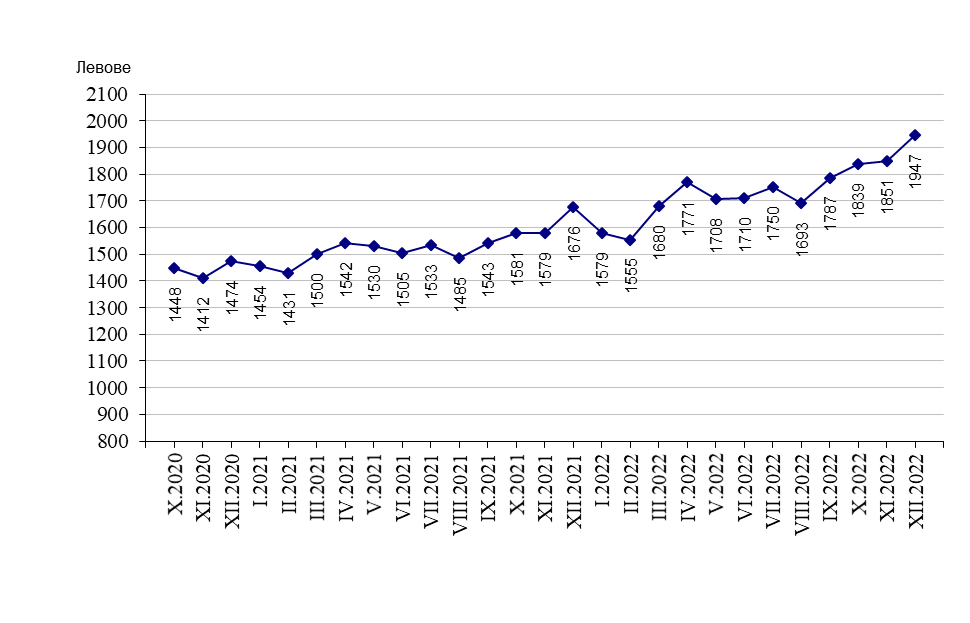 Левове
2100
2000
1900
1800
1700
1600
1500
1400
1300
1200
1100
1000
900
800
1448
1412
1474
1454
1431
1500
1542
1530
1505
1533
1485
1543
1581
1579
1676
1579
1555
1680
1771
1708
1710
1750
1693
1787
1839
1851
1947
X.2020
XI.2020
XII.2020
I.2021
II.2021
III.2021
IV.2021
V.2021
VI.2021
VII.2021
VIII.2021
IX.2021
X.2021
XI.2021
XII.2021
I.2022
II.2022
III.2022
IV.2022
V.2022
VI.2022
VII.2022
VIII.2022
IX.2022
X.2022
XI.2022
XII.2022